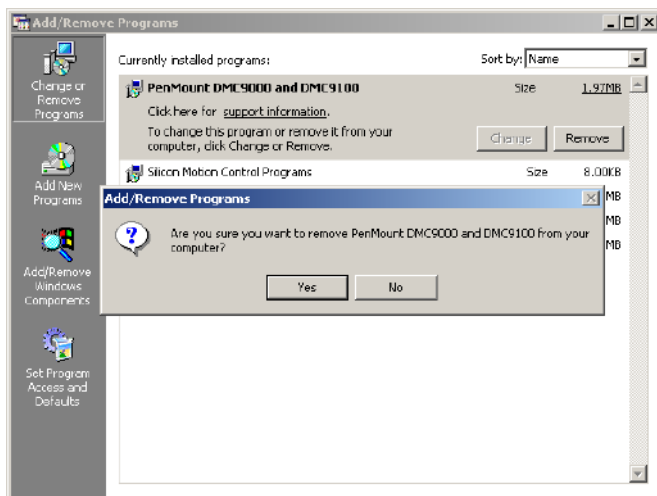 Add/Remove Programs
Change or
Remove
Programs
Add New
Programs
Add/Remove
Windows
Components
Set Program
Access and
Defaults
Currently installed programs:
Sort by: Name
PenMount DMC9000 and DMC9100
Size
1.97MB
Click here for support information.
To change this program or remove it from your
computer, click Change or Remove.
Change
Remove
Silicon Motion Control Programs
Size
8.00KB
MB
MB
MB
Add/Remove Programs
Are you sure you want to remove PenMount DMC9000 and DMC9100 from your
computer?
Yes
No